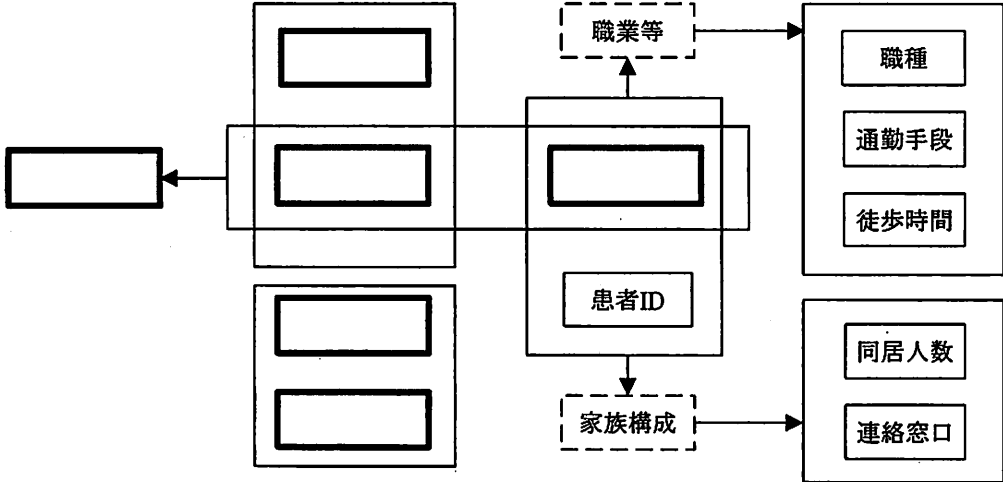 職業等
職種
通勤手段
徒歩時間
患者ID
同居人数
家族構成
連絡窓口